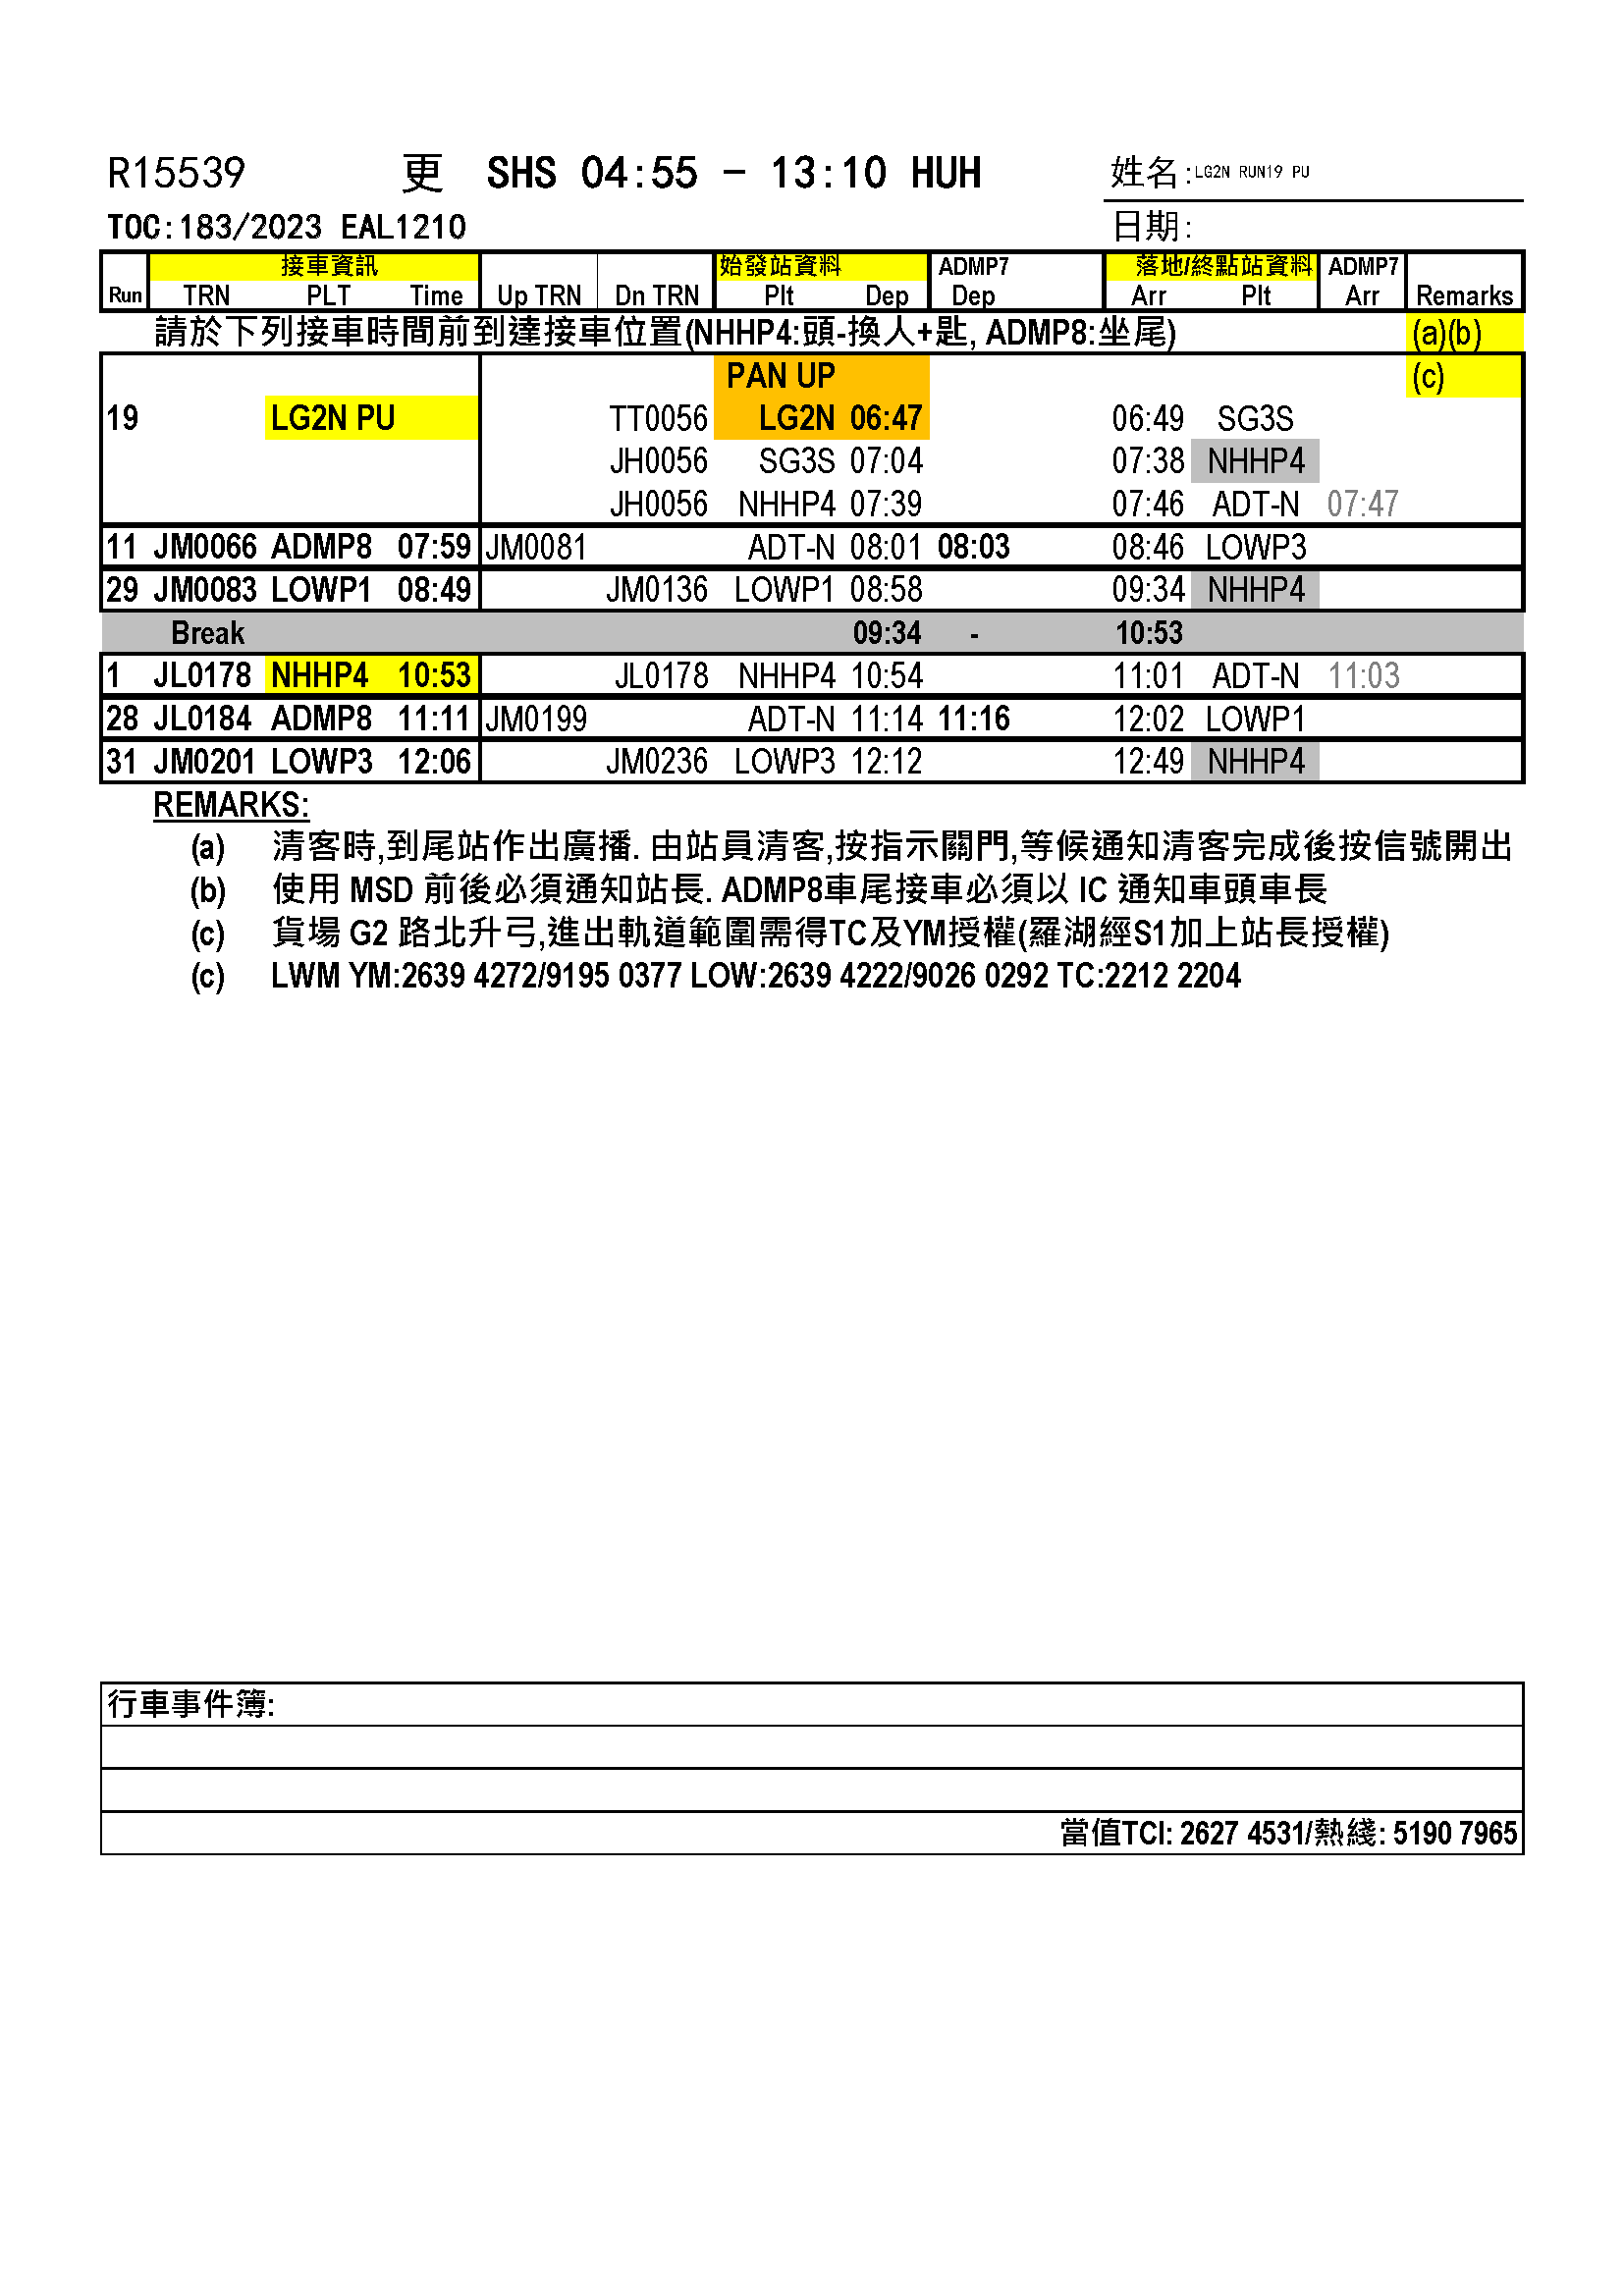 R15539 更 SHS 04:55 - 13:10 HUH 姓名:LG2N RUN19 PU
TOC:183/2023 EAL1210 日期:
接車資訊 始發站資料 ADMP7 落地/終點站資料 ADMP7
Run TRN PLT Time Up TRN Dn TRN Plt Dep Dep Arr Plt Arr Remarks
請於下列接車時間前到達接車位置(NHHP4:頭-換人+匙, ADMP8:坐尾) (a)(b)
PAN UP (c)
19 LG2N PU TT0056 LG2N 06:47 06:49 SG3S
JH0056 SG3S 07:04 07:38 NHHP4
JH0056 NHHP4 07:39 07:46 ADT-N 07:47
11 JM0066 ADMP8 07:59 JM0081 ADT-N 08:01 08:03 08:46 LOWP3
29 JM0083 LOWP1 08:49 JM0136 LOWP1 08:58 09:34 NHHP4
Break 09:34 - 10:53
1 JL0178 NHHP4 10:53 JL0178 NHHP4 10:54 11:01 ADT-N 11:03
28 JL0184 ADMP8 11:11 JM0199 ADT-N 11:14 11:16 12:02 LOWP1
31 JM0201 LOWP3 12:06 JM0236 LOWP3 12:12 12:49 NHHP4
REMARKS:
(a) 清客時,到尾站作出廣播. 由站員清客,按指示關門,等候通知清客完成後按信號開出
(b) 使用 MSD 前後必須通知站長. ADMP8車尾接車必須以 IC 通知車頭車長
(c) 貨場 G2 路北升弓,進出軌道範圍需得TC及YM授權(羅湖經S1加上站長授權)
(c) LWM YM:2639 4272/9195 0377 LOW:2639 4222/9026 0292 TC:2212 2204
行車事件簿:
當值TCI: 2627 4531/熱綫: 5190 7965